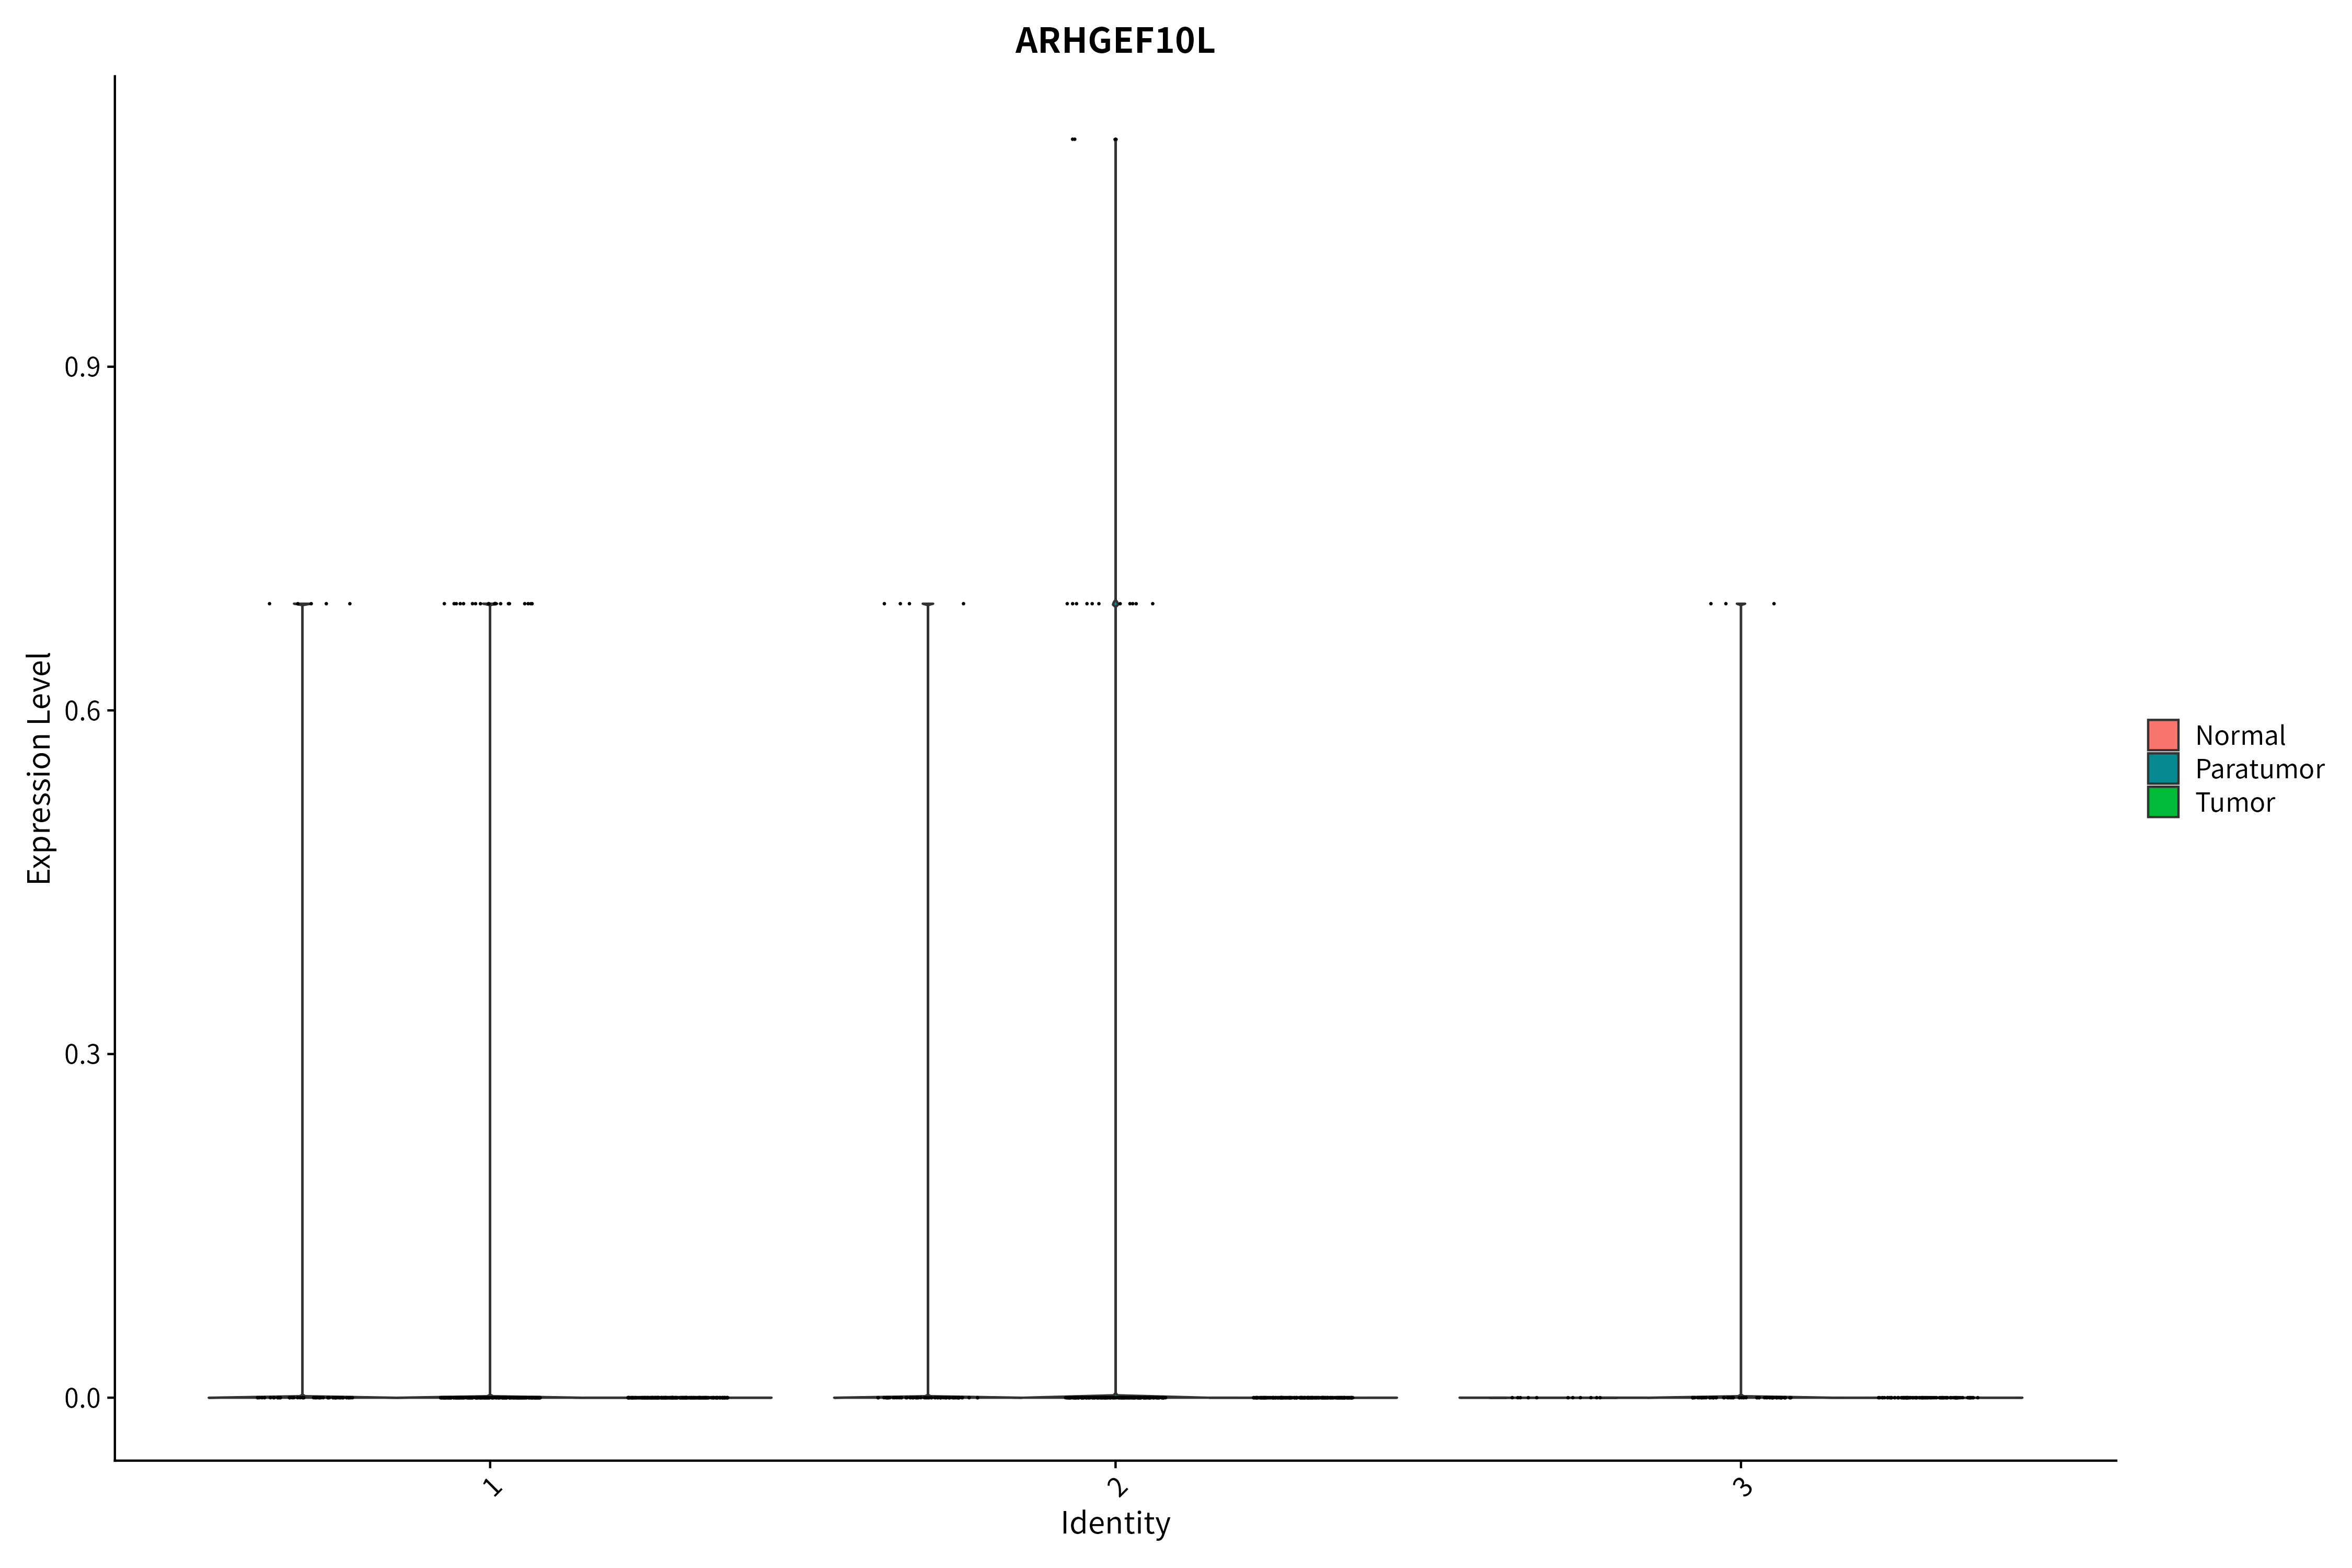 ARHGEF10L
Expression Level
0.9
0.6
0.3
0.0
1
2
3
Identity
Normal
Paratumor
Tumor